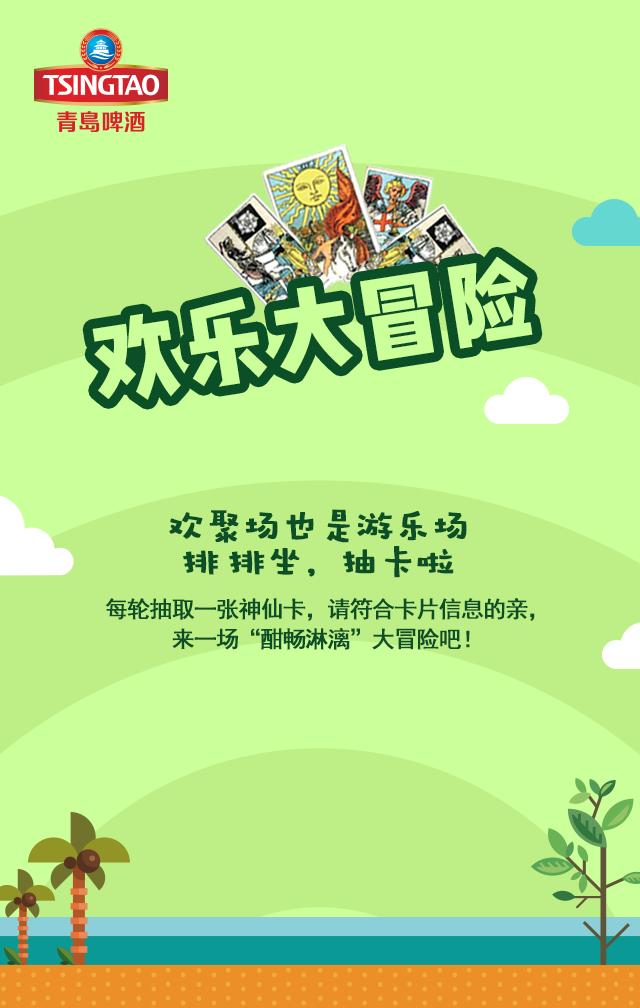 TSINGTAO
青岛啤酒
欢乐大冒险
欢聚场也是游乐场
排排坐，抽卡啦
每轮抽取一张神仙卡，请符合卡片信息的亲，
来一场“酣畅淋漓”大冒险吧！